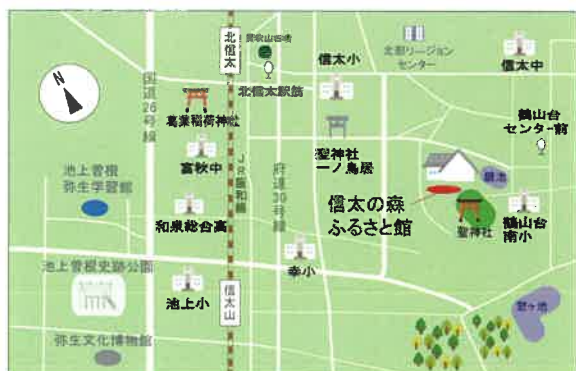 N
国道26号線
北信太
北信太駅前
信太小
北部リージョン
センター
信太中
葛葉稲荷神社
鶴山台
センター前
富秋中
聖神社
一ノ鳥居
池上曽根
弥生学習館
JR阪和線
府道30号線
信太の森
ふるさと館
鏡池
和泉総合高
聖神社
鶴山台
南小
池上曽根史跡公園
幸小
池上小
信太山
弥生文化博物館